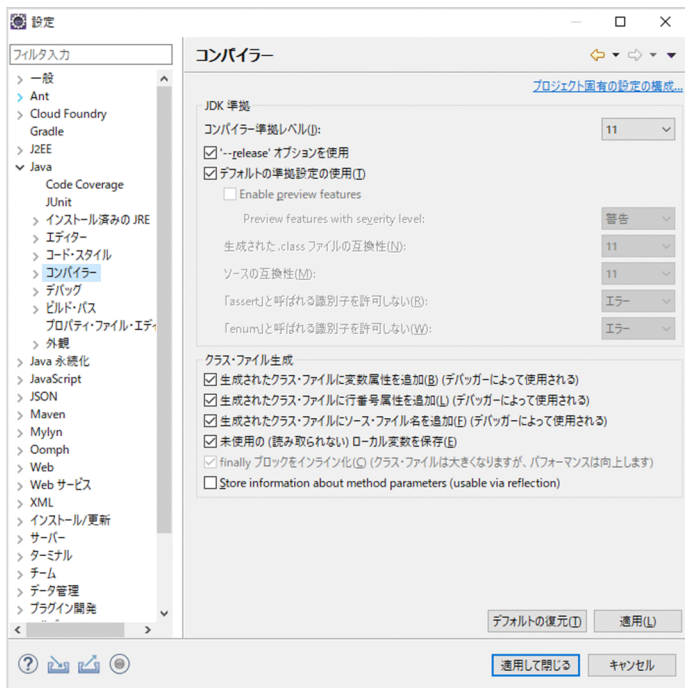 設定
フィルタ入力
一般
Ant
Cloud Foundry
Gradle
J2EE
Java
Code Coverage
JUnit
インストール済みの JRE
エディター
コード・スタイル
コンパイラー
デバッグ
ビルド・パス
プロパティ・ファイル・エディ
外観
Java 永続化
JavaScript
JSON
Maven
Mylyn
Oomph
Web
Web サービス
XML
インストール/更新
サーバー
ターミナル
チーム
データ管理
プラグイン開発
コンパイラー
プロジェクト固有の設定の構成...
JDK 準拠
コンパイラー準拠レベル(J): 11
'--release' オプションを使用
デフォルトの準拠設定の使用(T)
Enable preview features
Preview features with severity level: 警告
生成された .class ファイルの互換性(N): 11
ソースの互換性(M): 11
「assert」と呼ばれる識別子を許可しない(R): エラー
「enum」と呼ばれる識別子を許可しない(W): エラー
クラス・ファイル生成
生成されたクラス・ファイルに変数属性を追加(B) (デバッガーによって使用される)
生成されたクラス・ファイルに行番号属性を追加(L) (デバッガーによって使用される)
生成されたクラス・ファイルにソース・ファイル名を追加(F) (デバッガーによって使用される)
未使用の (読み取られない) ローカル変数を保存(E)
finally ブロックをインライン化(C) (クラス・ファイルは大きくなりますが、パフォーマンスは向上します)
Store information about method parameters (usable via reflection)
デフォルトの復元(T) 適用(L)
適用して閉じる キャンセル